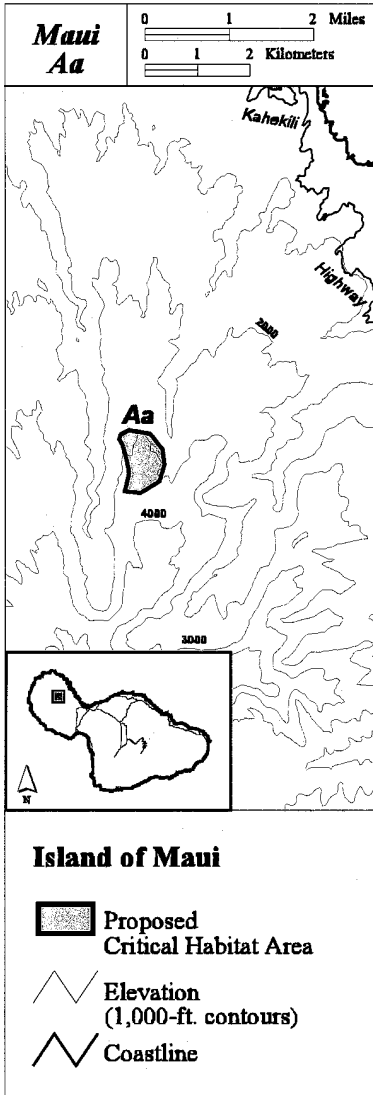 Maui
Aa
0 1 2 Miles
0 1 2 Kilometers
Kahekili
Highway
2000
Aa
4000
3000
N
Island of Maui
Proposed
Critical Habitat Area
Elevation
(1,000-ft. contours)
Coastline